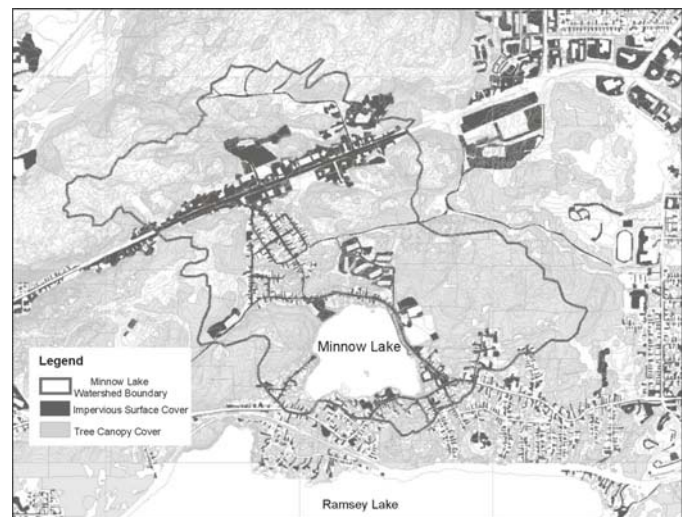 Minnow Lake
Legend
Minnow Lake
Watershed Boundary
Impervious Surface Cover
Tree Canopy Cover
Ramsey Lake